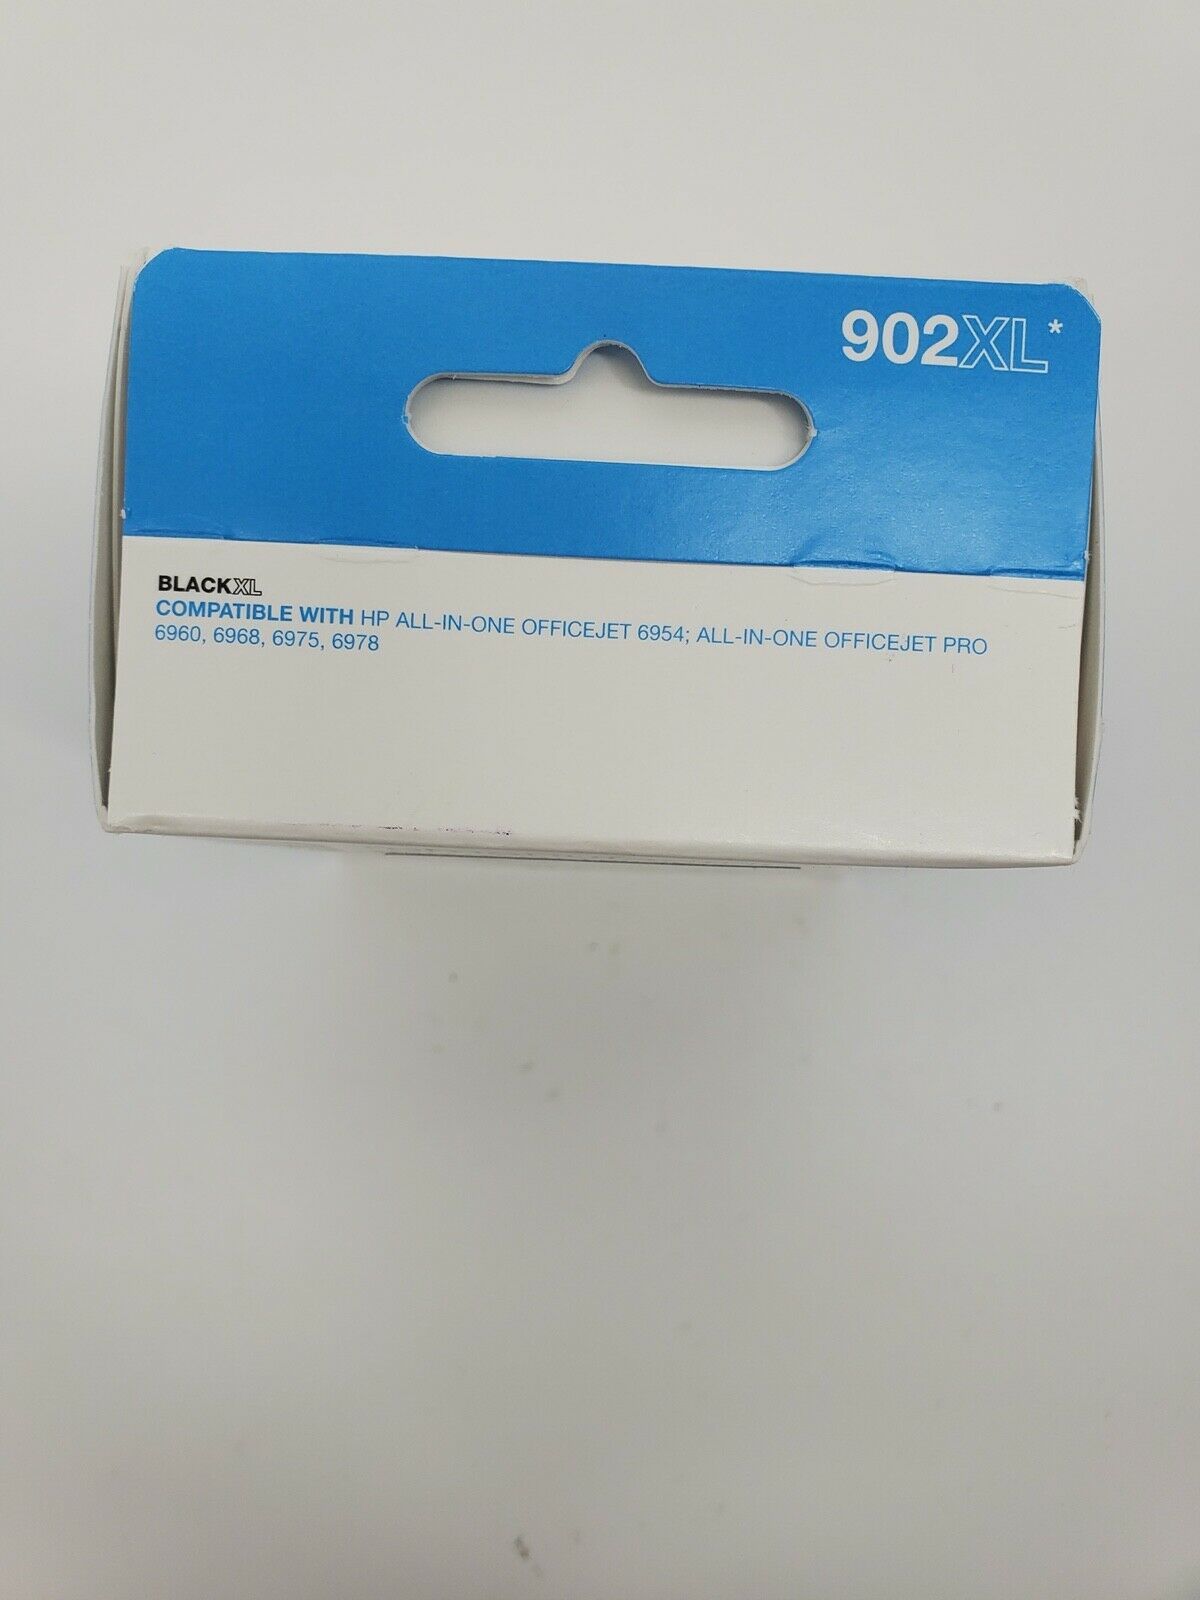 902XL*
BLACKXL
COMPATIBLE WITH HP ALL-IN-ONE OFFICEJET 6954; ALL-IN-ONE OFFICEJET PRO
6960, 6968, 6975, 6978